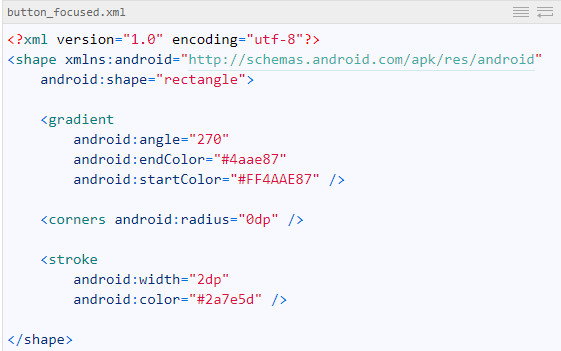 button_focused.xml
<?xml version="1.0" encoding="utf-8"?>
<shape xmlns:android="http://schemas.android.com/apk/res/android"
    android:shape="rectangle">

    <gradient
        android:angle="270"
        android:endColor="#4aae87"
        android:startColor="#FF4AAE87" />

    <corners android:radius="0dp" />

    <stroke
        android:width="2dp"
        android:color="#2a7e5d" />

</shape>